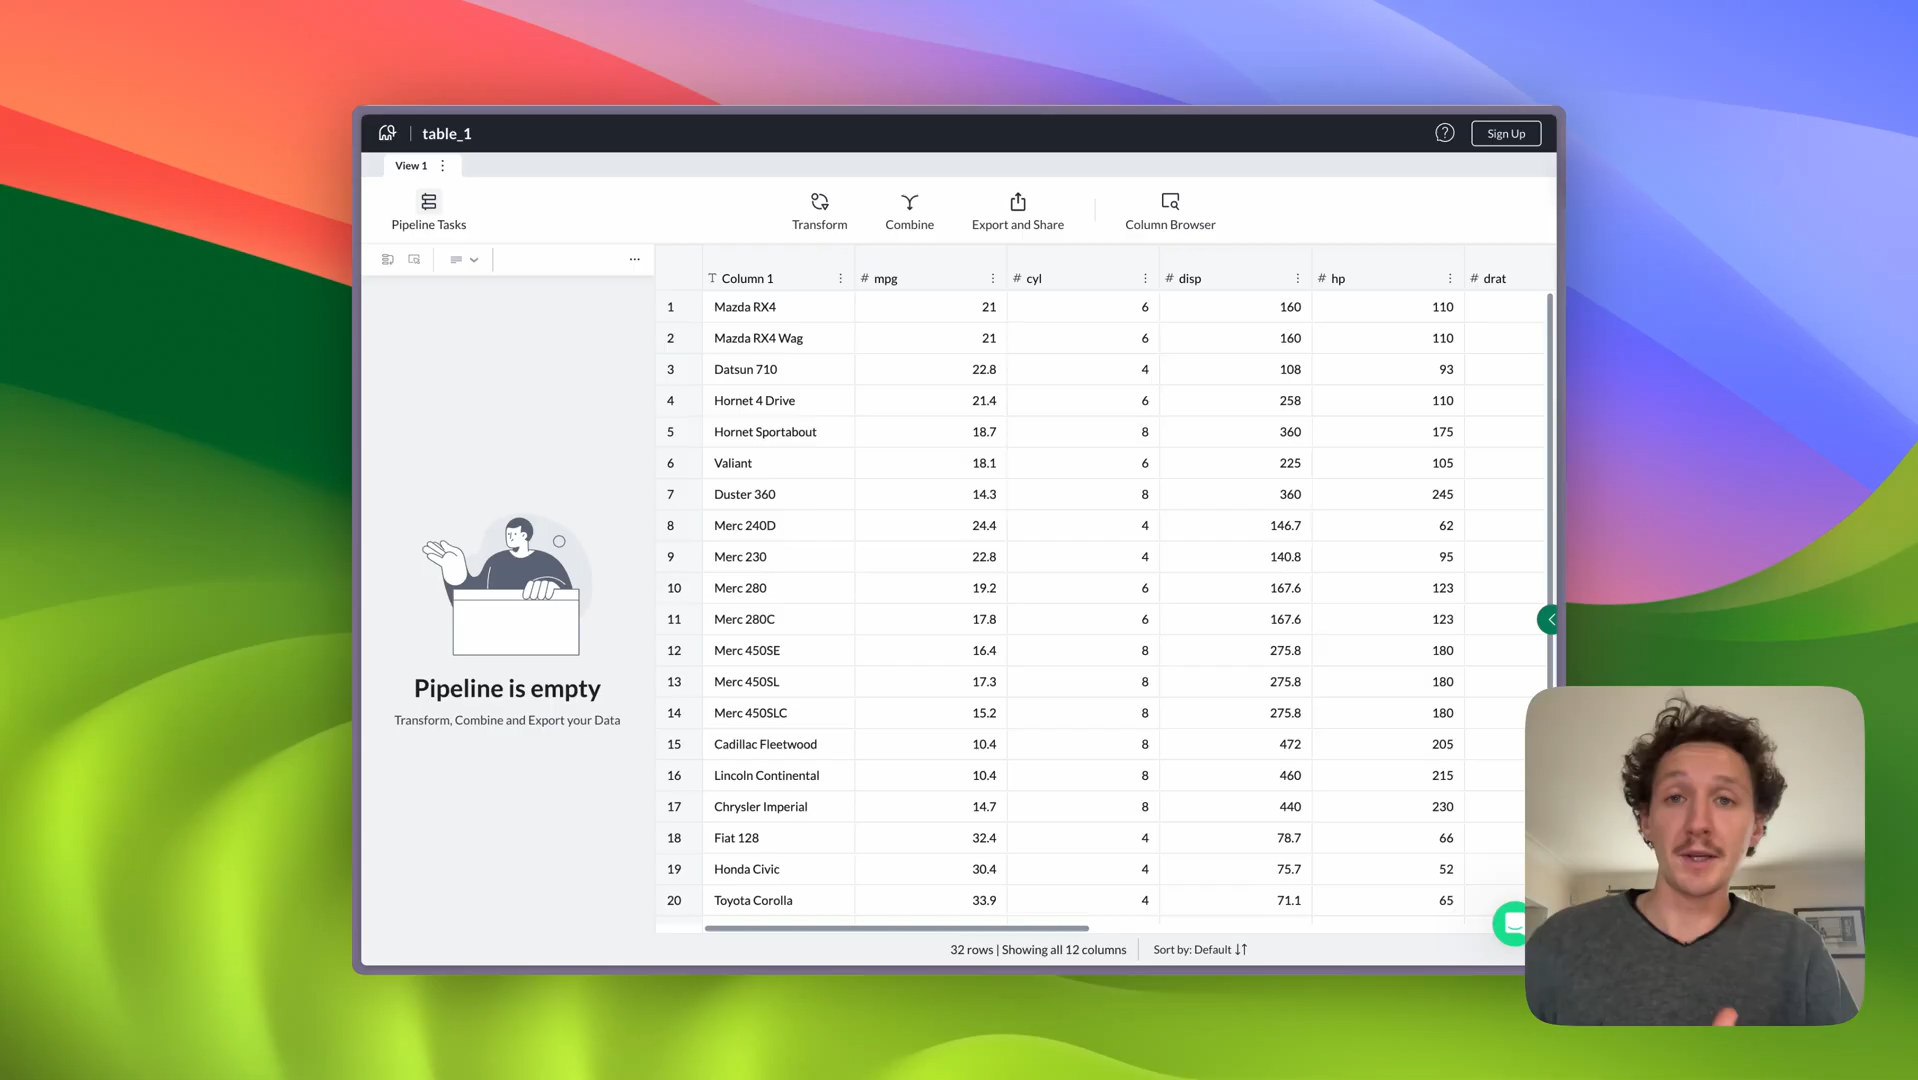 table_1
Sign Up
View 1
Pipeline Tasks
Transform
Combine
Export and Share
Column Browser
Column 1 mpg cyl disp hp drat
1 Mazda RX4 21 6 160 110
2 Mazda RX4 Wag 21 6 160 110
3 Datsun 710 22.8 4 108 93
4 Hornet 4 Drive 21.4 6 258 110
5 Hornet Sportabout 18.7 8 360 175
6 Valiant 18.1 6 225 105
7 Duster 360 14.3 8 360 245
8 Merc 240D 24.4 4 146.7 62
9 Merc 230 22.8 4 140.8 95
10 Merc 280 19.2 6 167.6 123
11 Merc 280C 17.8 6 167.6 123
12 Merc 450SE 16.4 8 275.8 180
13 Merc 450SL 17.3 8 275.8 180
14 Merc 450SLC 15.2 8 275.8 180
15 Cadillac Fleetwood 10.4 8 472 205
16 Lincoln Continental 10.4 8 460 215
17 Chrysler Imperial 14.7 8 440 230
18 Fiat 128 32.4 4 78.7 66
19 Honda Civic 30.4 4 75.7 52
20 Toyota Corolla 33.9 4 71.1 65
Pipeline is empty
Transform, Combine and Export your Data
32 rows | Showing all 12 columns
Sort by: Default